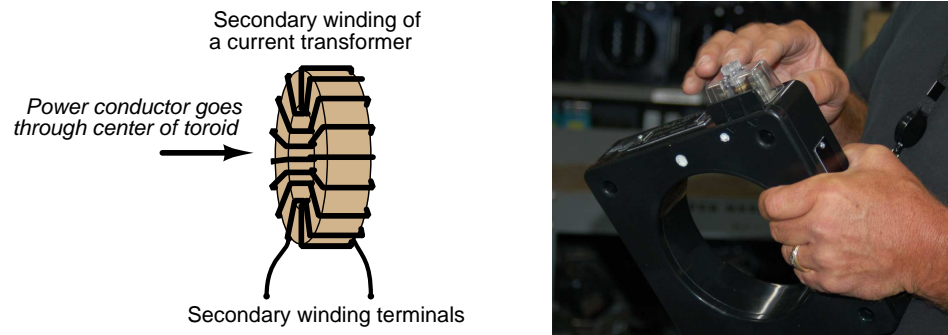 Secondary winding of
a current transformer
Power conductor goes
through center of toroid
Secondary winding terminals